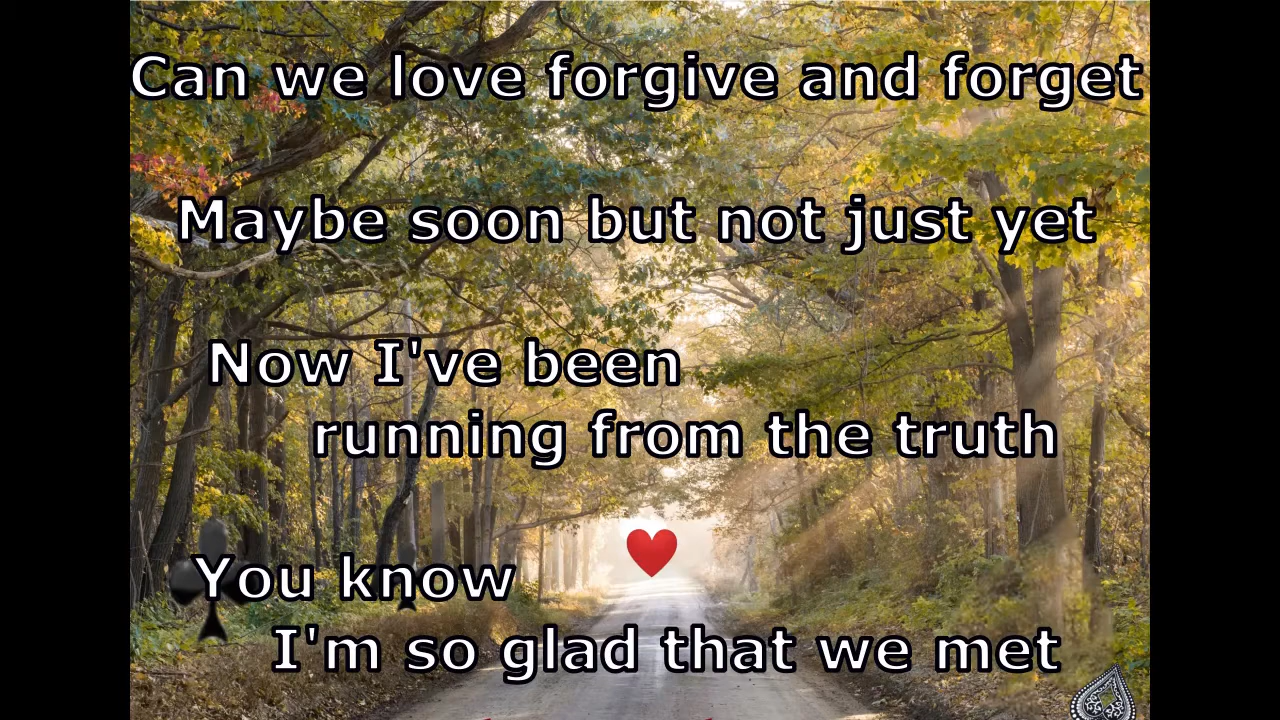 Can we love forgive and forget
Maybe soon but not just yet
Now I've been
running from the truth
You know
I'm so glad that we met